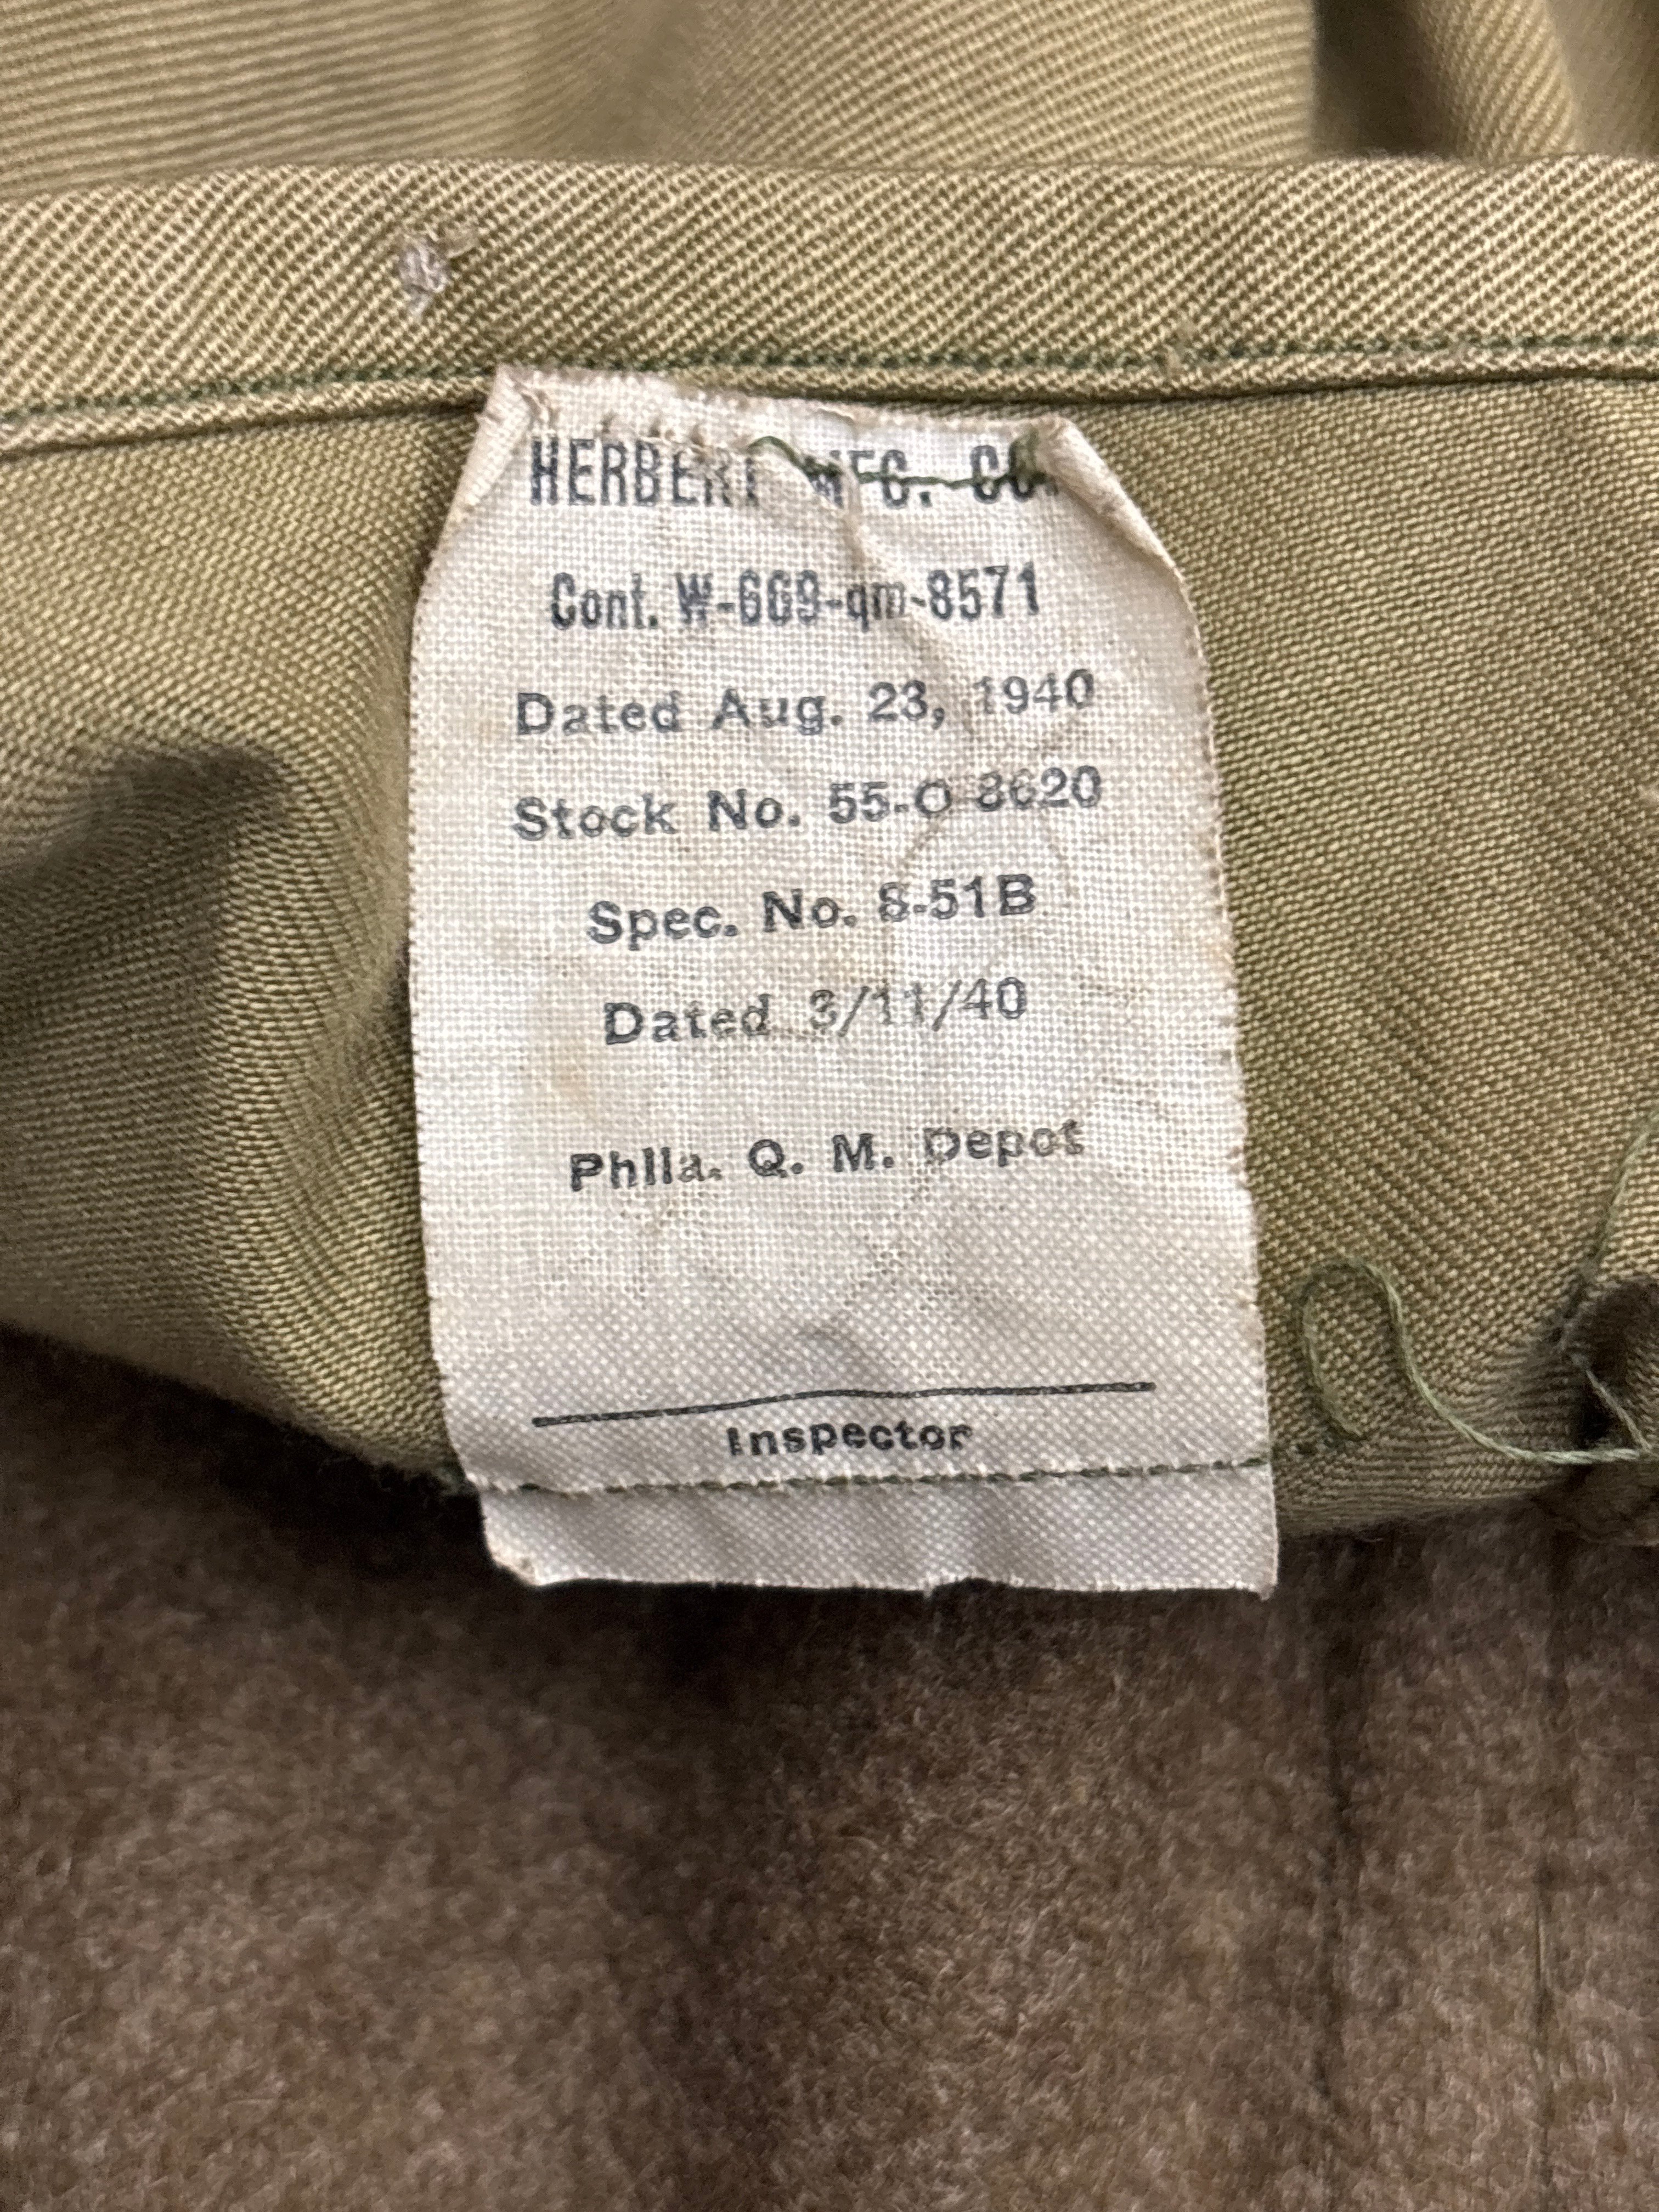 HERBERT MFG. CO.
Cont. W-669-qm-8571
Dated Aug. 23, 1940
Stock No. 55-O 8620
Spec. No. 8-51B
Dated 3/11/40
Phila. Q. M. Depot
Inspector